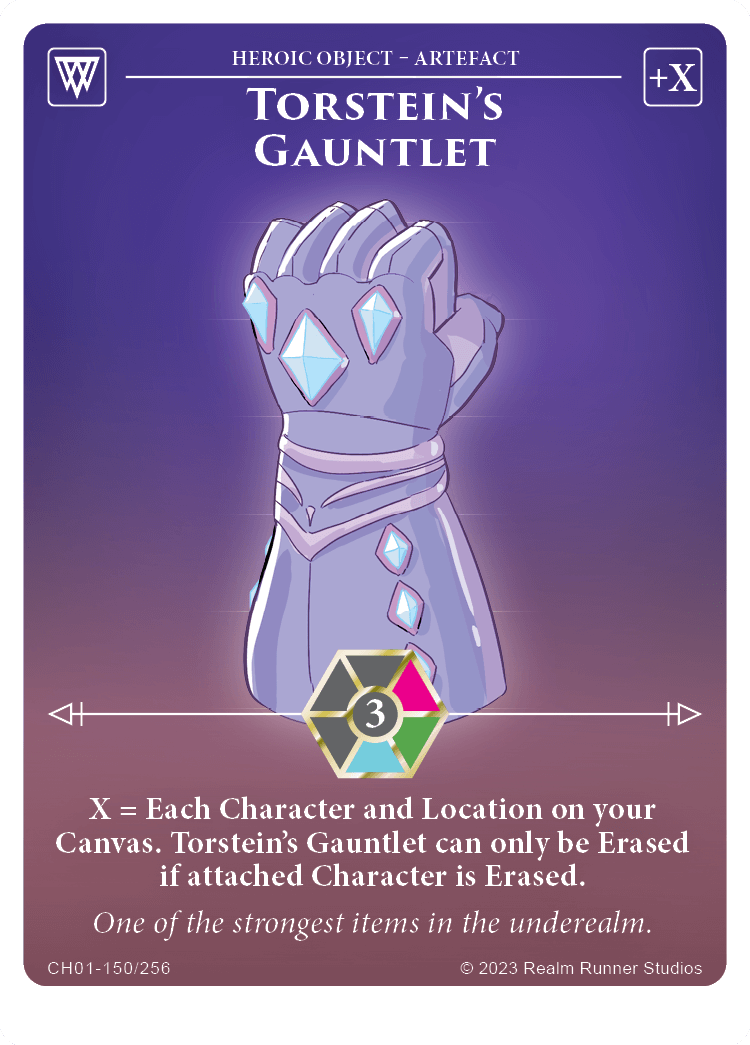 HEROIC OBJECT – ARTEFACT
+X
TORSTEIN'S
GAUNTLET
3
X = Each Character and Location on your
Canvas. Torstein's Gauntlet can only be Erased
if attached Character is Erased.
One of the strongest items in the underealm.
CH01-150/256
© 2023 Realm Runner Studios